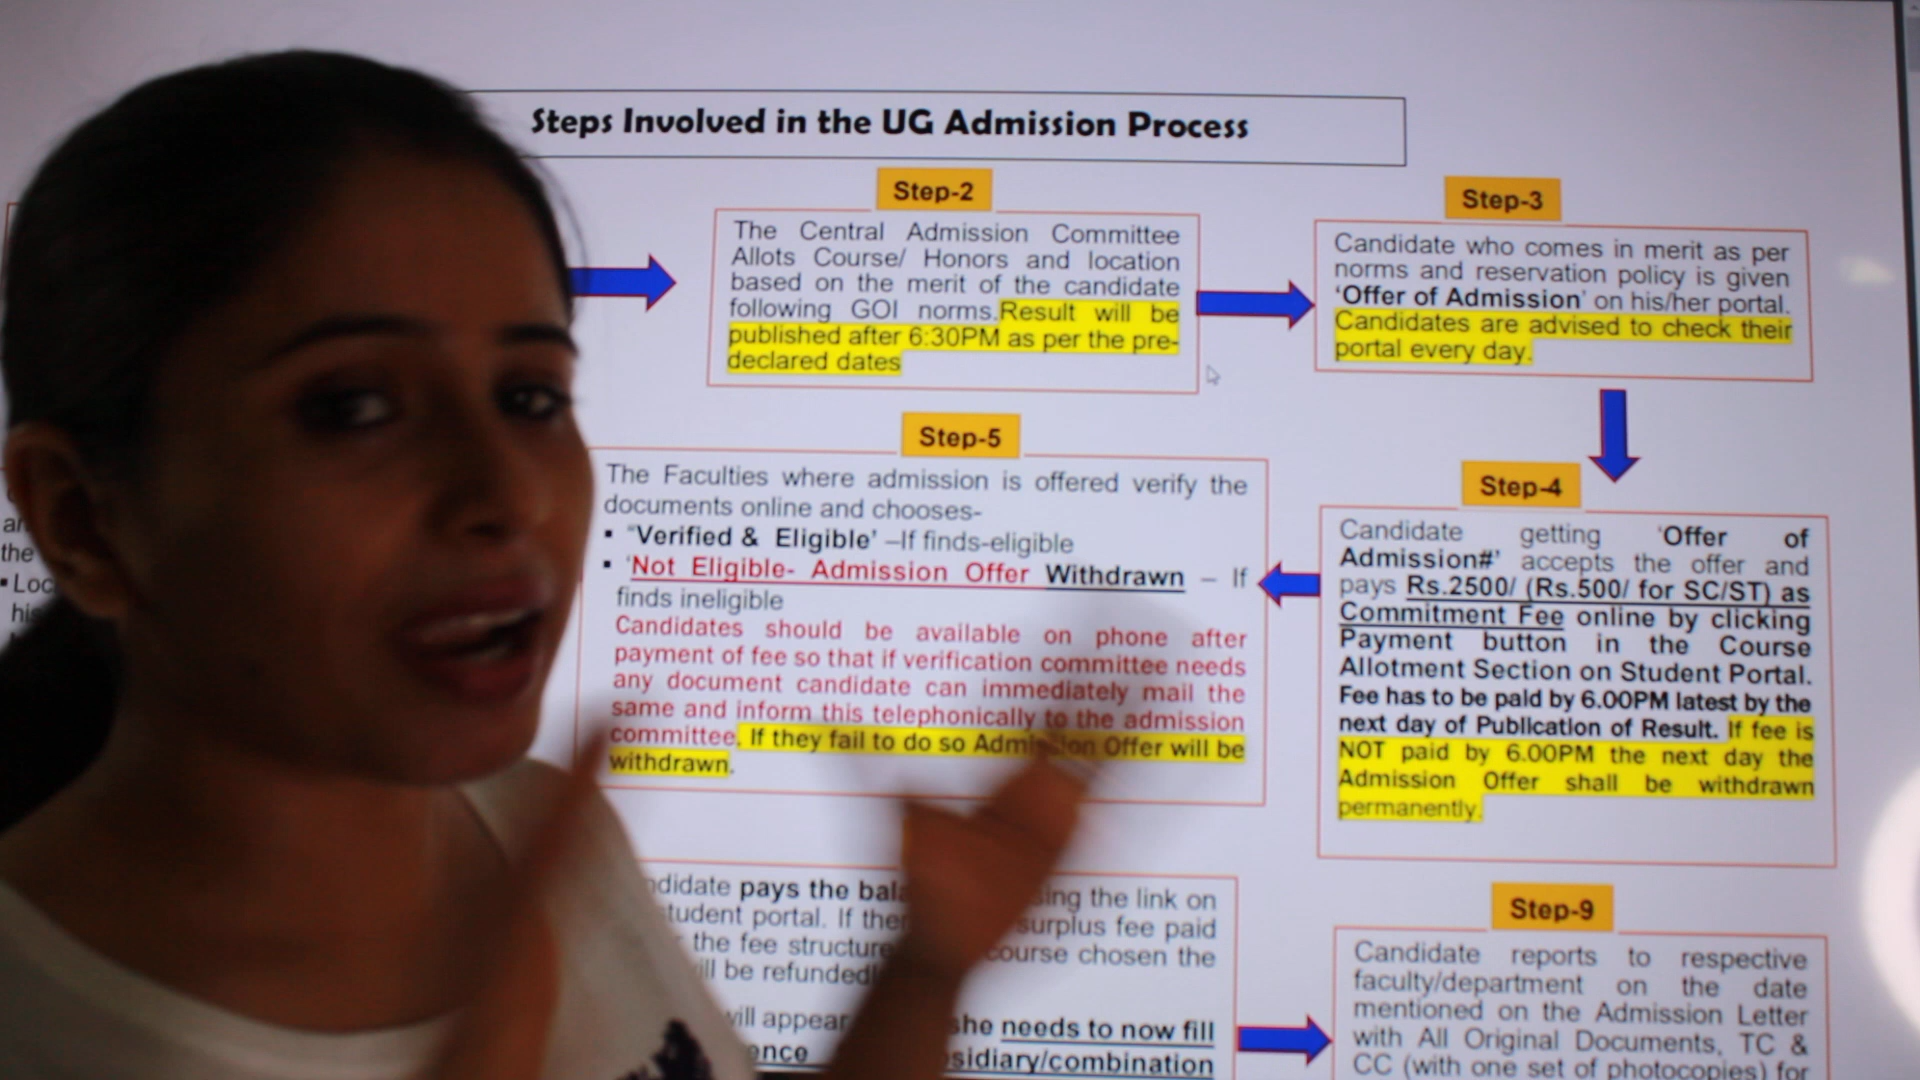 Steps Involved in the UG Admission Process
Step-2
The Central Admission Committee
Allots Course/ Honors and location
based on the merit of the candidate
following GOI norms.Result will be
published after 6:30PM as per the pre-
declared dates
Step-3
Candidate who comes in merit as per
norms and reservation policy is given
‘Offer of Admission’ on his/her portal.
Candidates are advised to check their
portal every day.
Step-4
Candidate getting ‘Offer of
Admission#’ accepts the offer and
pays Rs.2500/ (Rs.500/ for SC/ST) as
Commitment Fee online by clicking
Payment button in the Course
Allotment Section on Student Portal.
Fee has to be paid by 6.00PM latest by the
next day of Publication of Result. If fee is
NOT paid by 6.00PM the next day the
Admission Offer shall be withdrawn
permanently.
Step-5
The Faculties where admission is offered verify the
documents online and chooses-
▪ “Verified & Eligible’ –If finds-eligible
▪ ‘Not Eligible- Admission Offer Withdrawn – If
finds ineligible
Candidates should be available on phone after
payment of fee so that if verification committee needs
any document candidate can immediately mail the
same and inform this telephonically to the admission
committee. If they fail to do so Admission Offer will be
withdrawn.
the
▪ Loc
his
pays the
the link on
student portal. If surplus fee paid
the fee structure course chosen the
be refunded
will appear she needs to now fill
sidiary/combination
Step-9
Candidate reports to respective
faculty/department on the date
mentioned on the Admission Letter
with All Original Documents, TC &
CC (with one set of photocopies) for